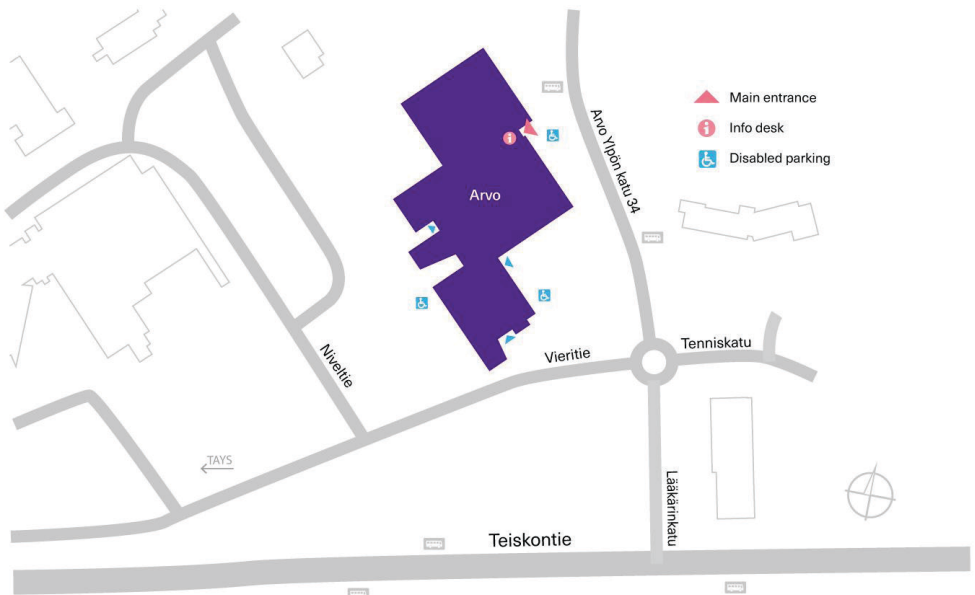 Main entrance
Info desk
Disabled parking
Arvo
Arvo Ylpön katu 34
Niveltie
Vieritie
Tenniskatu
TAYS
Lääkärinkatu
Teiskontie